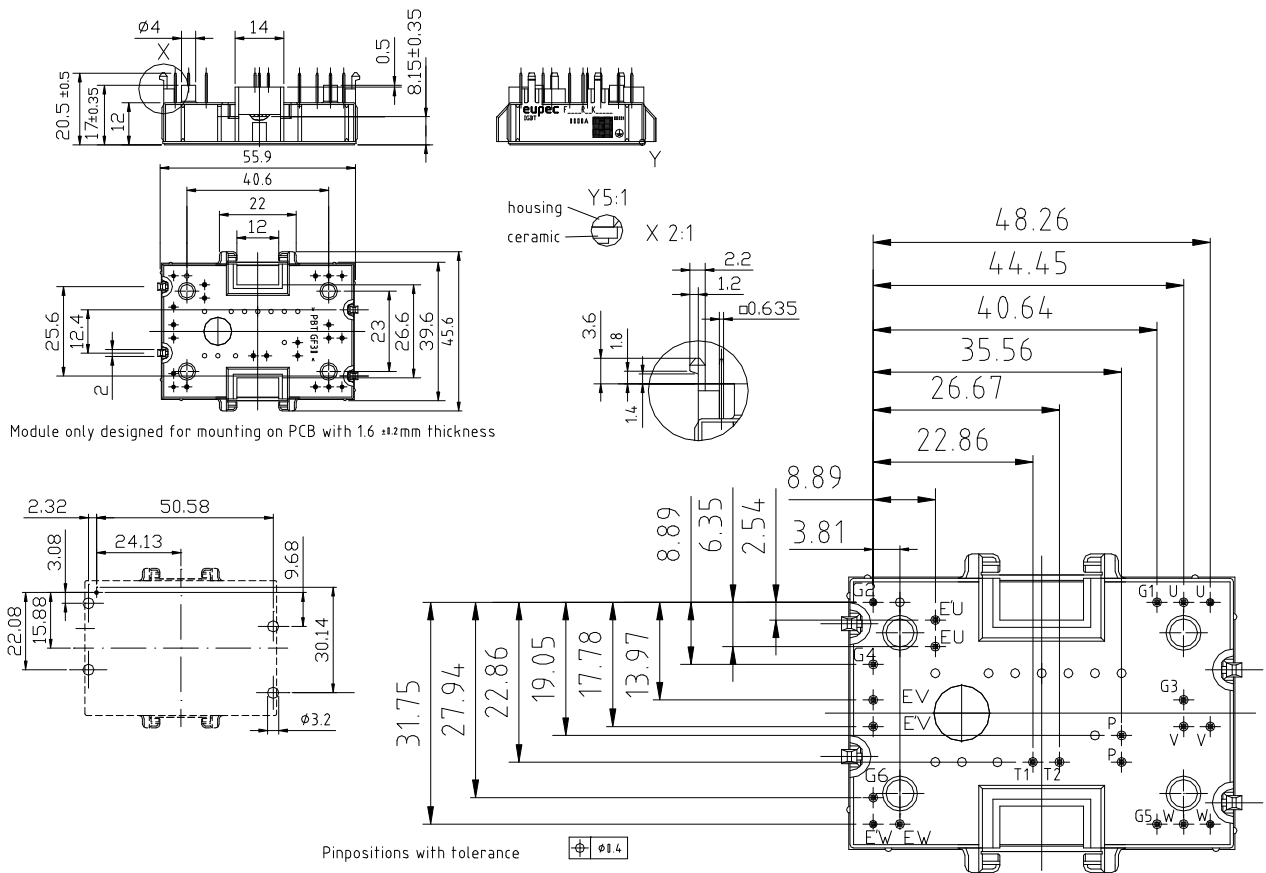 Ø4
14
X
0.5
8.15±0.35
20.5 ±0.5
17±0.35
12
eupec F__ R_K____
IGBT
0000A
Y
55.9
40.6
22
12
25.6
12.4
2
> PBT GF30 <
23
26.6
39.6
45.6
Y5:1
housing
ceramic
X 2:1
2.2
1.2
□0.635
3.6
1.8
1.4
Module only designed for mounting on PCB with 1.6 ±0.2mm thickness
48.26
44.45
40.64
35.56
26.67
22.86
8.89
3.81
8.89
6.35
2.54
2.32
50.58
24.13
3.08
9.68
22.08
15.88
30.14
Ø3.2
31.75
27.94
22.86
19.05
17.78
13.97
G2
E'U
EU
G1 U U
G4
EV
G3
E'V
P
V V
P
G6
T1 T2
E'W EW
G5 W W
Pinpositions with tolerance
⌖ Ø0.4